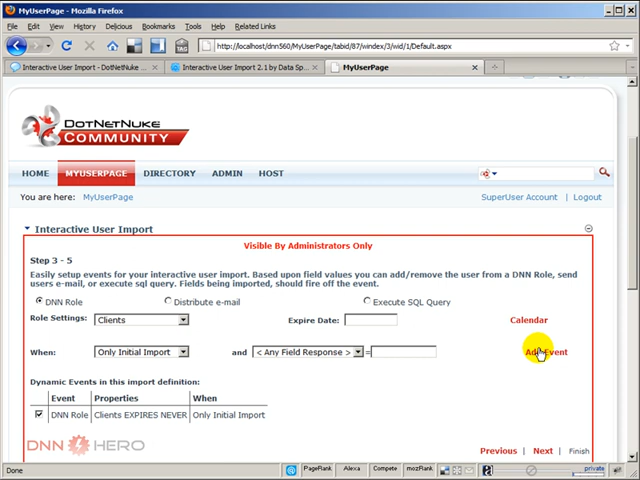 MyUserPage - Mozilla Firefox
File Edit View History Delicious Bookmarks Tools Help Related Links
TAG http://localhost/dnn560/MyUserPage/tabid/87/windex/3/wid/1/Default.aspx
Interactive User Import - DotNetNuke ... Interactive User Import 2.1 by Data Sp... MyUserPage
DOTNETNUKE
COMMUNITY
HOME MYUSERPAGE DIRECTORY ADMIN HOST
You are here: MyUserPage SuperUser Account | Logout
Interactive User Import
Visible By Administrators Only
Step 3 - 5
Easily setup events for your interactive user import. Based upon field values you can add/remove the user from a DNN Role, send
users e-mail, or execute sql query. Fields being imported, should fire off the event.
DNN Role Distribute e-mail Execute SQL Query
Role Settings: Clients Expire Date: Calendar
When: Only Initial Import and < Any Field Response > = Add Event
Dynamic Events in this import definition:
Event Properties When
DNN Role Clients EXPIRES NEVER Only Initial Import
DNN HERO
Previous | Next | Finish
Done PageRank Alexa Compete mozRank private